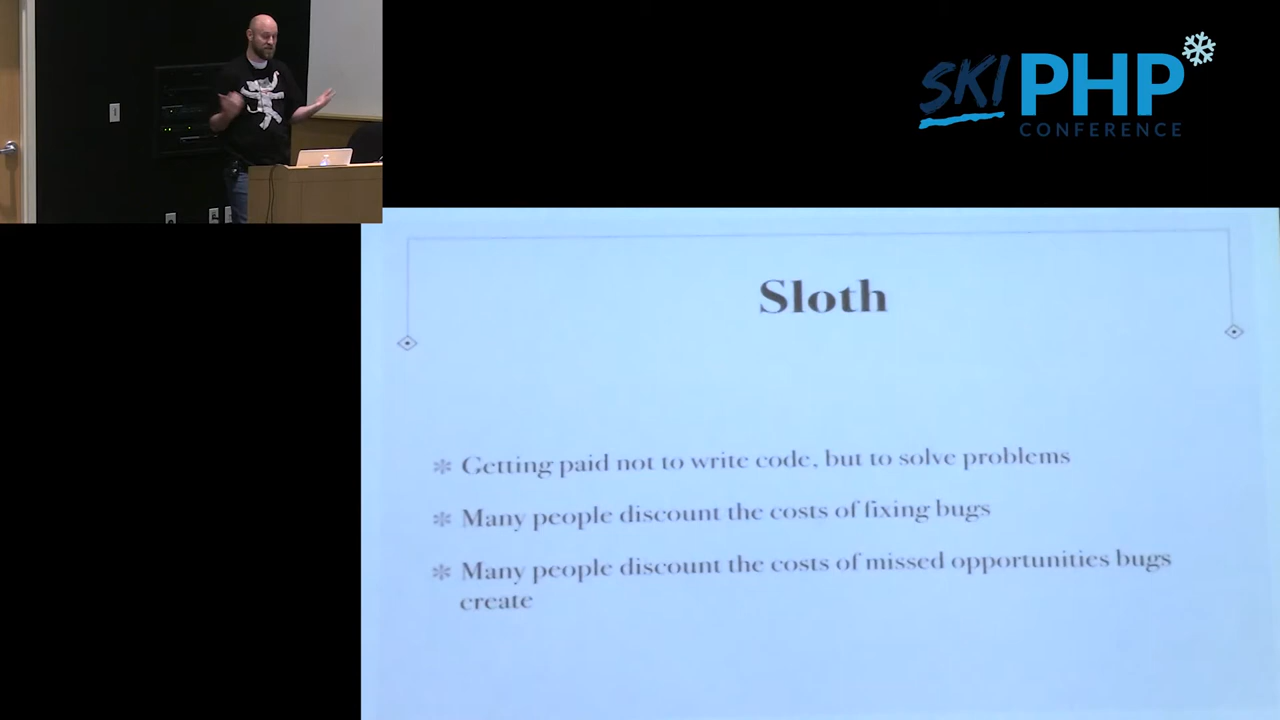 SKI PHP
CONFERENCE
Sloth
Getting paid not to write code, but to solve problems
Many people discount the costs of fixing bugs
Many people discount the costs of missed opportunities bugs
create